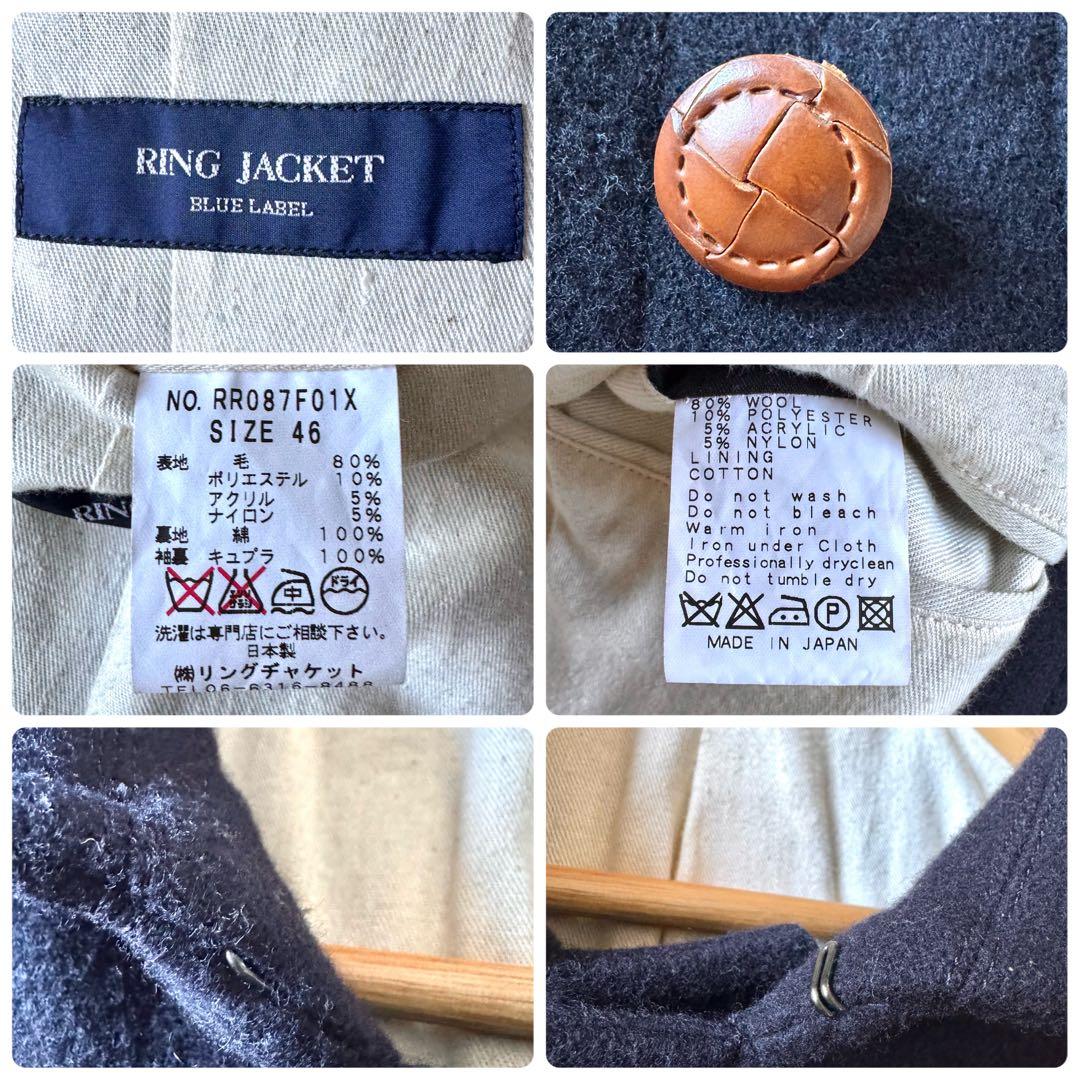 RING JACKET
BLUE LABEL
NO. RR087F01X
SIZE 46
表地 毛 80%
ポリエステル 10%
アクリル 5%
ナイロン 5%
裏地 綿 100%
袖裏 キュプラ 100%
中 ドライ
洗濯は専門店にご相談下さい。
日本製
㈱リングヂャケット
TEL06-6316-8488
RIN
80% WOOL
10% POLYESTER
5% ACRYLIC
5% NYLON
LINING
COTTON
Do not wash
Do not bleach
Warm iron
Iron under Cloth
Professionally dryclean
Do not tumble dry
P
MADE IN JAPAN